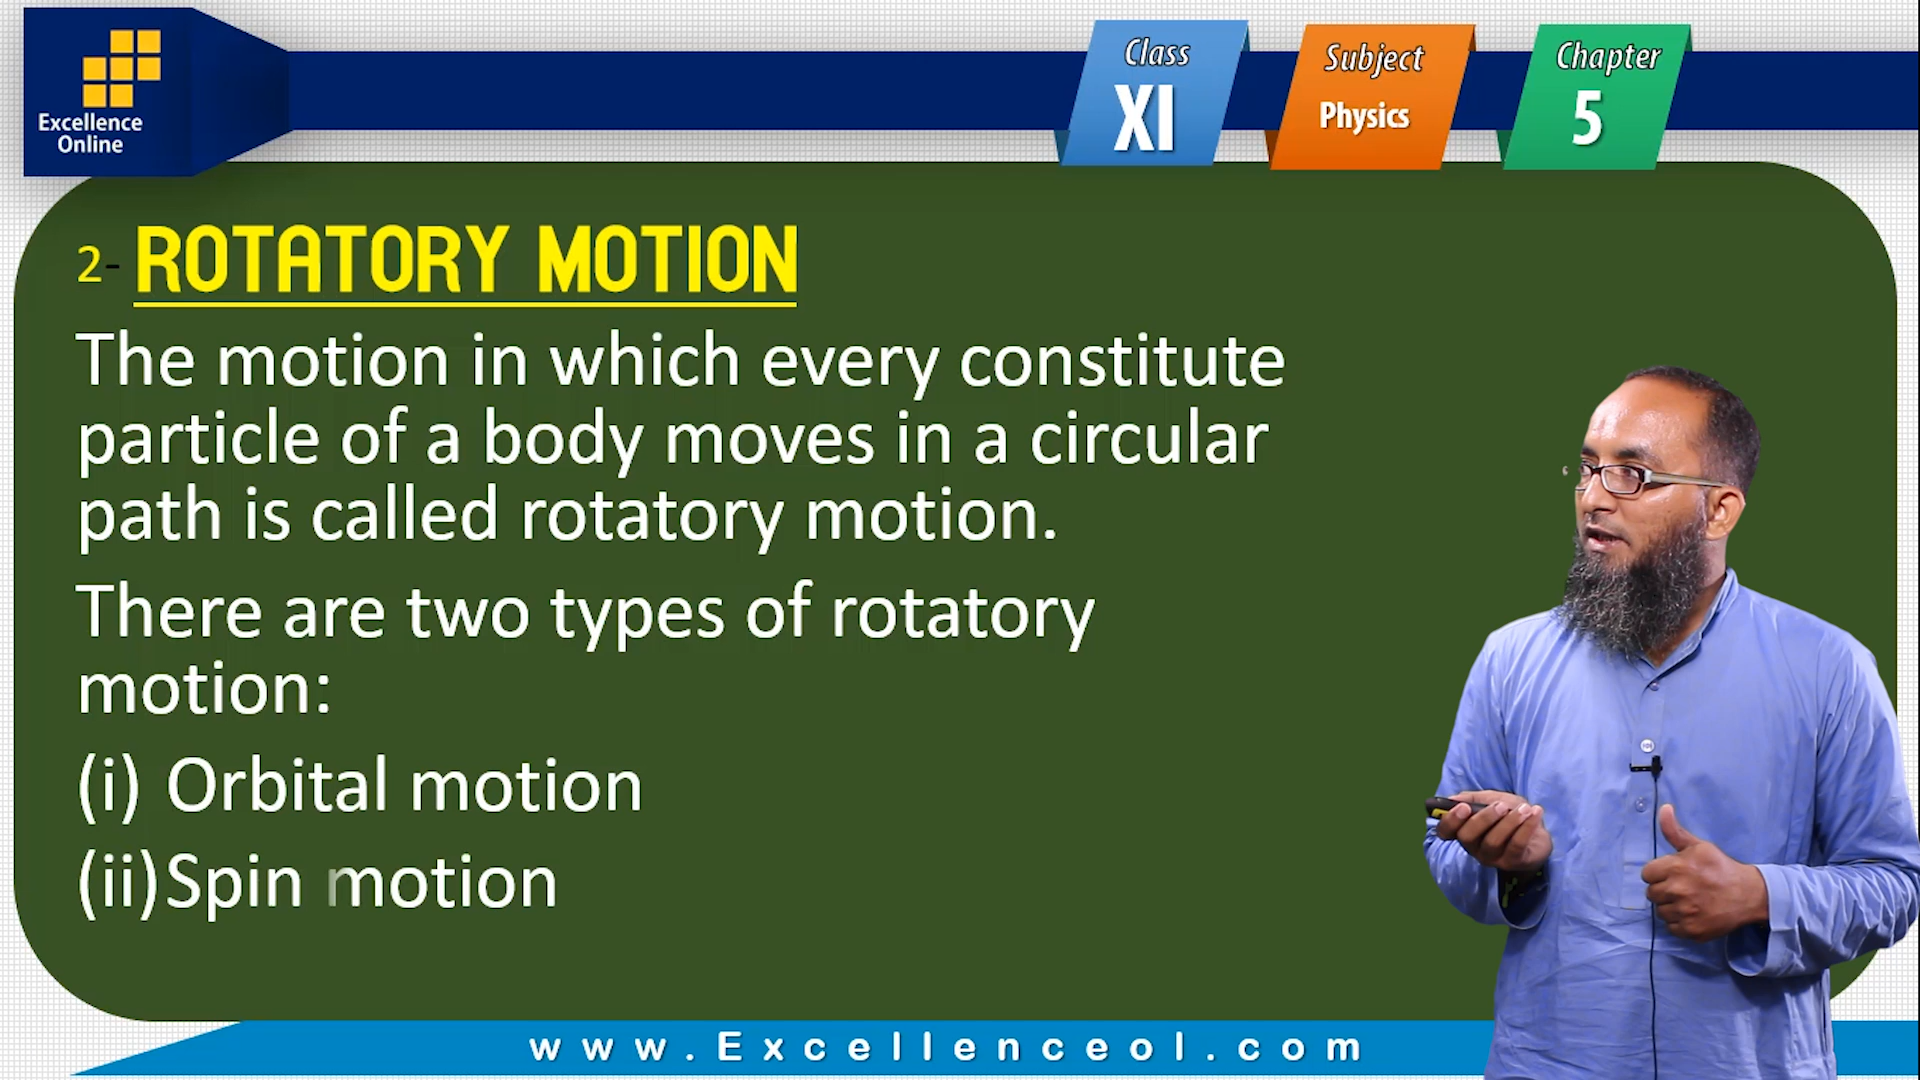 Excellence
Online
Class
XI
Subject
Physics
Chapter
5
2- ROTATORY MOTION
The motion in which every constitute
particle of a body moves in a circular
path is called rotatory motion.
There are two types of rotatory
motion:
(i) Orbital motion
(ii) Spin motion
www.Excellenceol.com